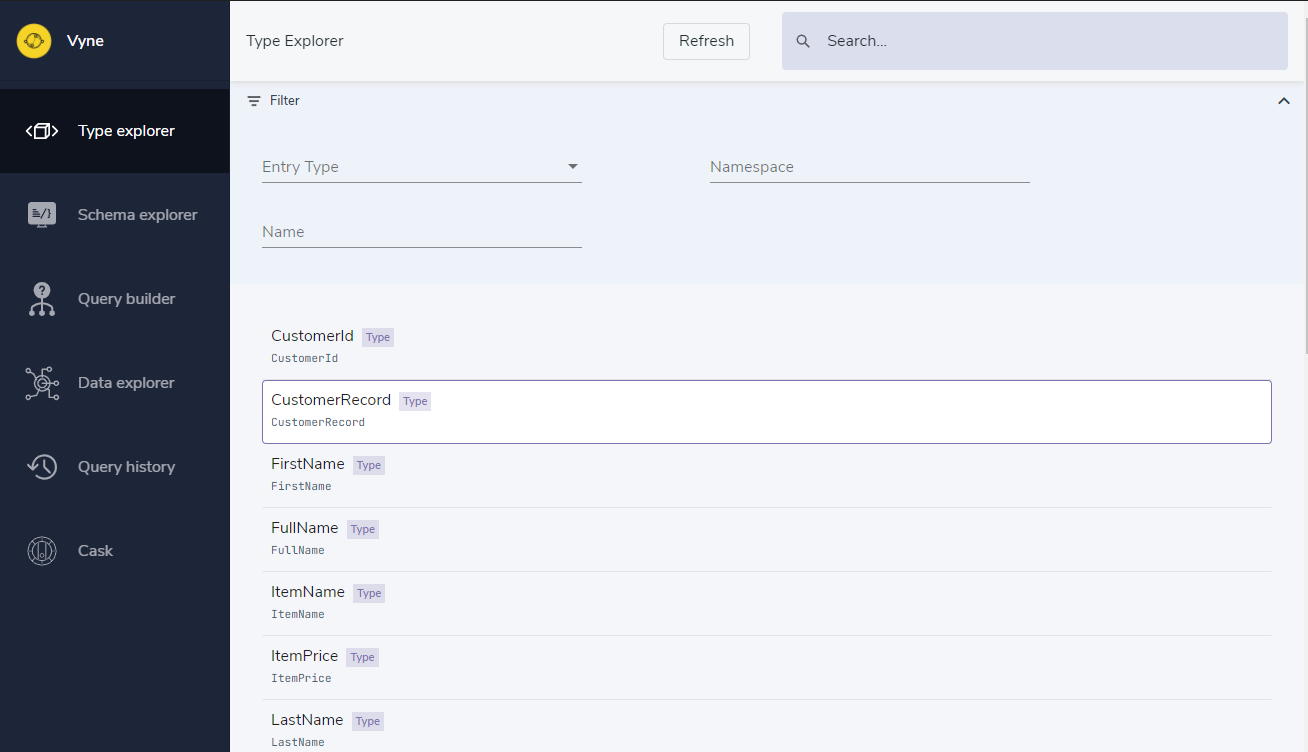 Vyne
Type Explorer
Refresh
Search...
Type explorer
Schema explorer
Query builder
Data explorer
Query history
Cask
Filter
Entry Type
Namespace
Name
CustomerId Type
CustomerId
CustomerRecord Type
CustomerRecord
FirstName Type
FirstName
FullName Type
FullName
ItemName Type
ItemName
ItemPrice Type
ItemPrice
LastName Type
LastName